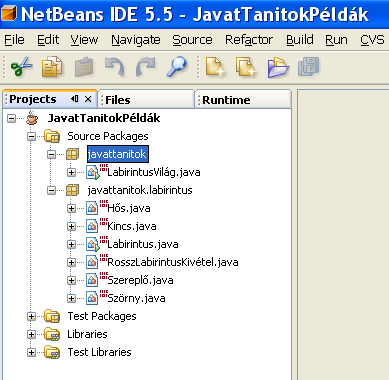 NetBeans IDE 5.5 - JavatTanitokPéldák
File Edit View Navigate Source Refactor Build Run CVS
Projects Files Runtime
JavatTanitokPéldák
Source Packages
javattanitok
LabirintusVilág.java
javattanitok.labirintus
Hős.java
Kincs.java
Labirintus.java
RosszLabirintusKivétel.java
Szereplő.java
Szörny.java
Test Packages
Libraries
Test Libraries